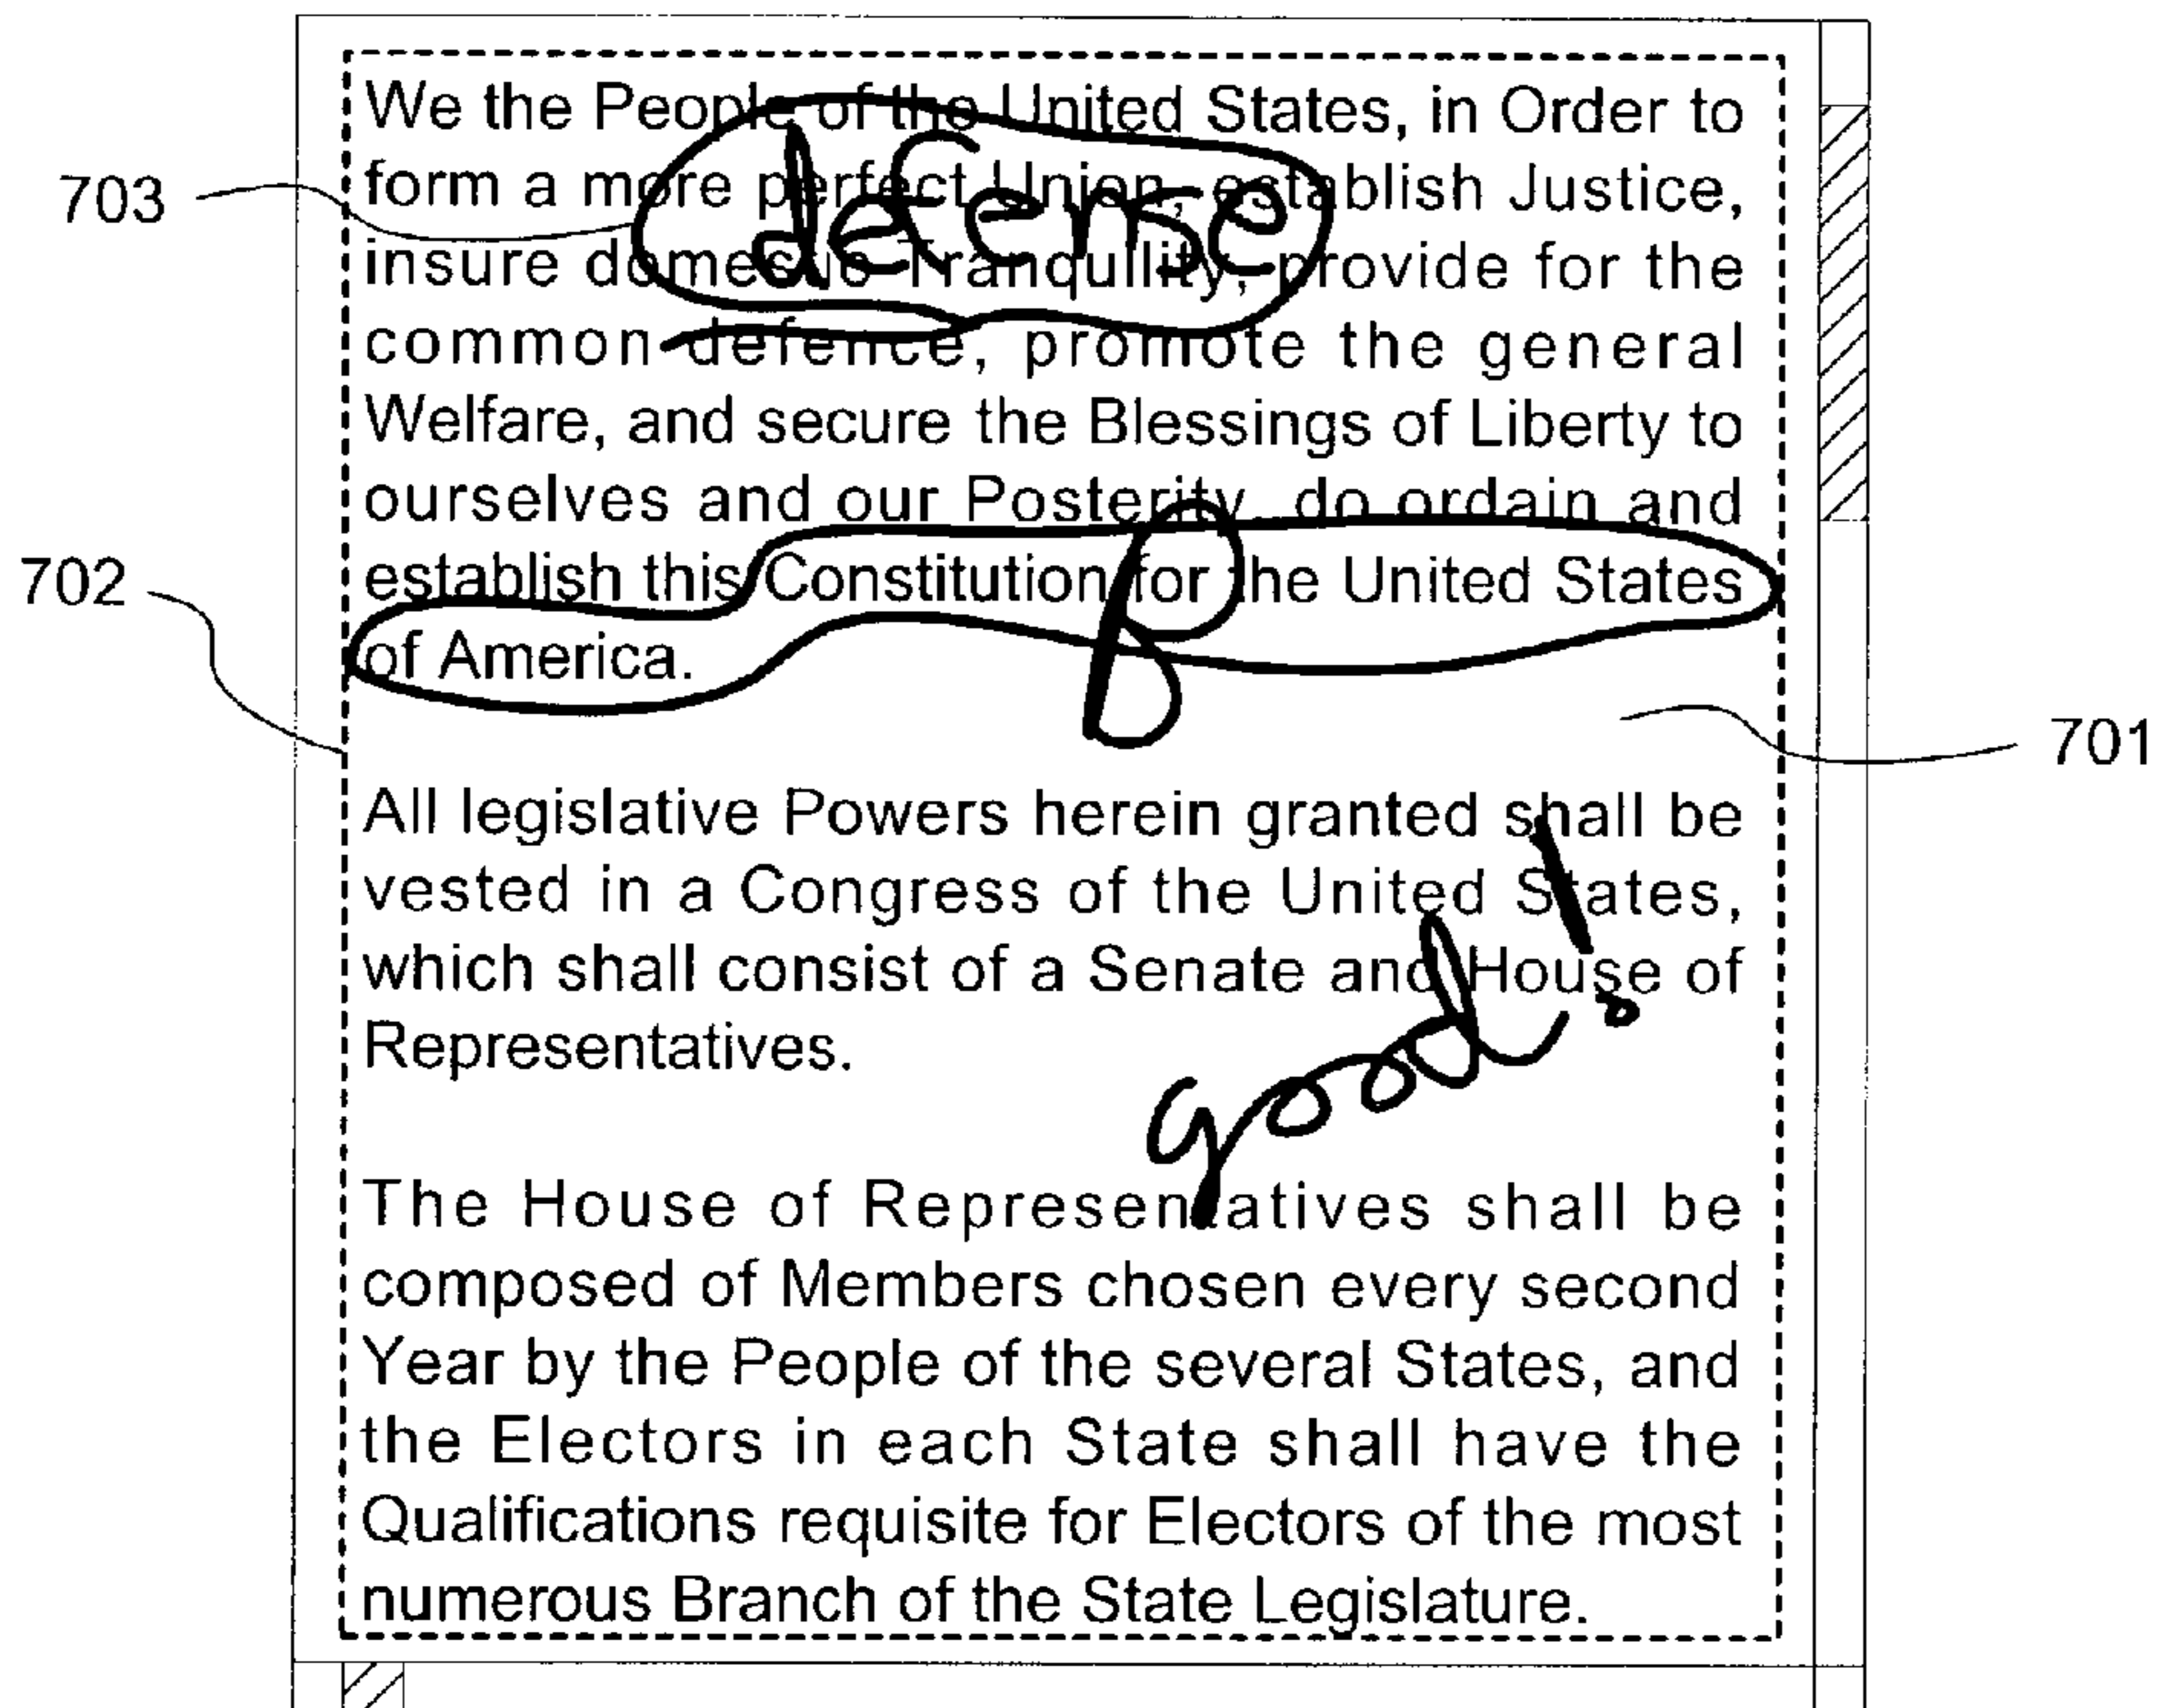 We the People of the United States, in Order to
defense
703
form a more perfect Union, establish Justice,
insure domestic Tranquility, provide for the
common defence, promote the general
Welfare, and secure the Blessings of Liberty to
ourselves and our Posterity, do ordain and
702
establish this Constitution for the United States
of America.
701
All legislative Powers herein granted shall be
vested in a Congress of the United States,
which shall consist of a Senate and House of
Representatives.
good!
The House of Representatives shall be
composed of Members chosen every second
Year by the People of the several States, and
the Electors in each State shall have the
Qualifications requisite for Electors of the most
numerous Branch of the State Legislature.